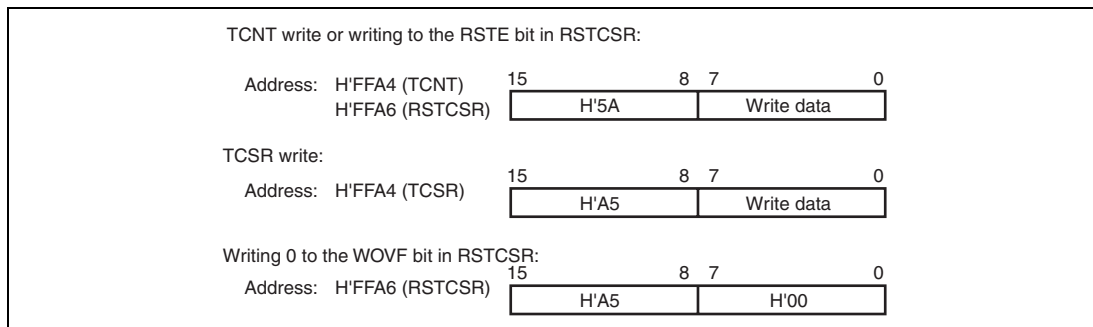 TCNT write or writing to the RSTE bit in RSTCSR:
15 8 7 0
Address: H'FFA4 (TCNT)
H'FFA6 (RSTCSR) H'5A Write data
TCSR write:
15 8 7 0
Address: H'FFA4 (TCSR) H'A5 Write data
Writing 0 to the WOVF bit in RSTCSR:
15 8 7 0
Address: H'FFA6 (RSTCSR) H'A5 H'00